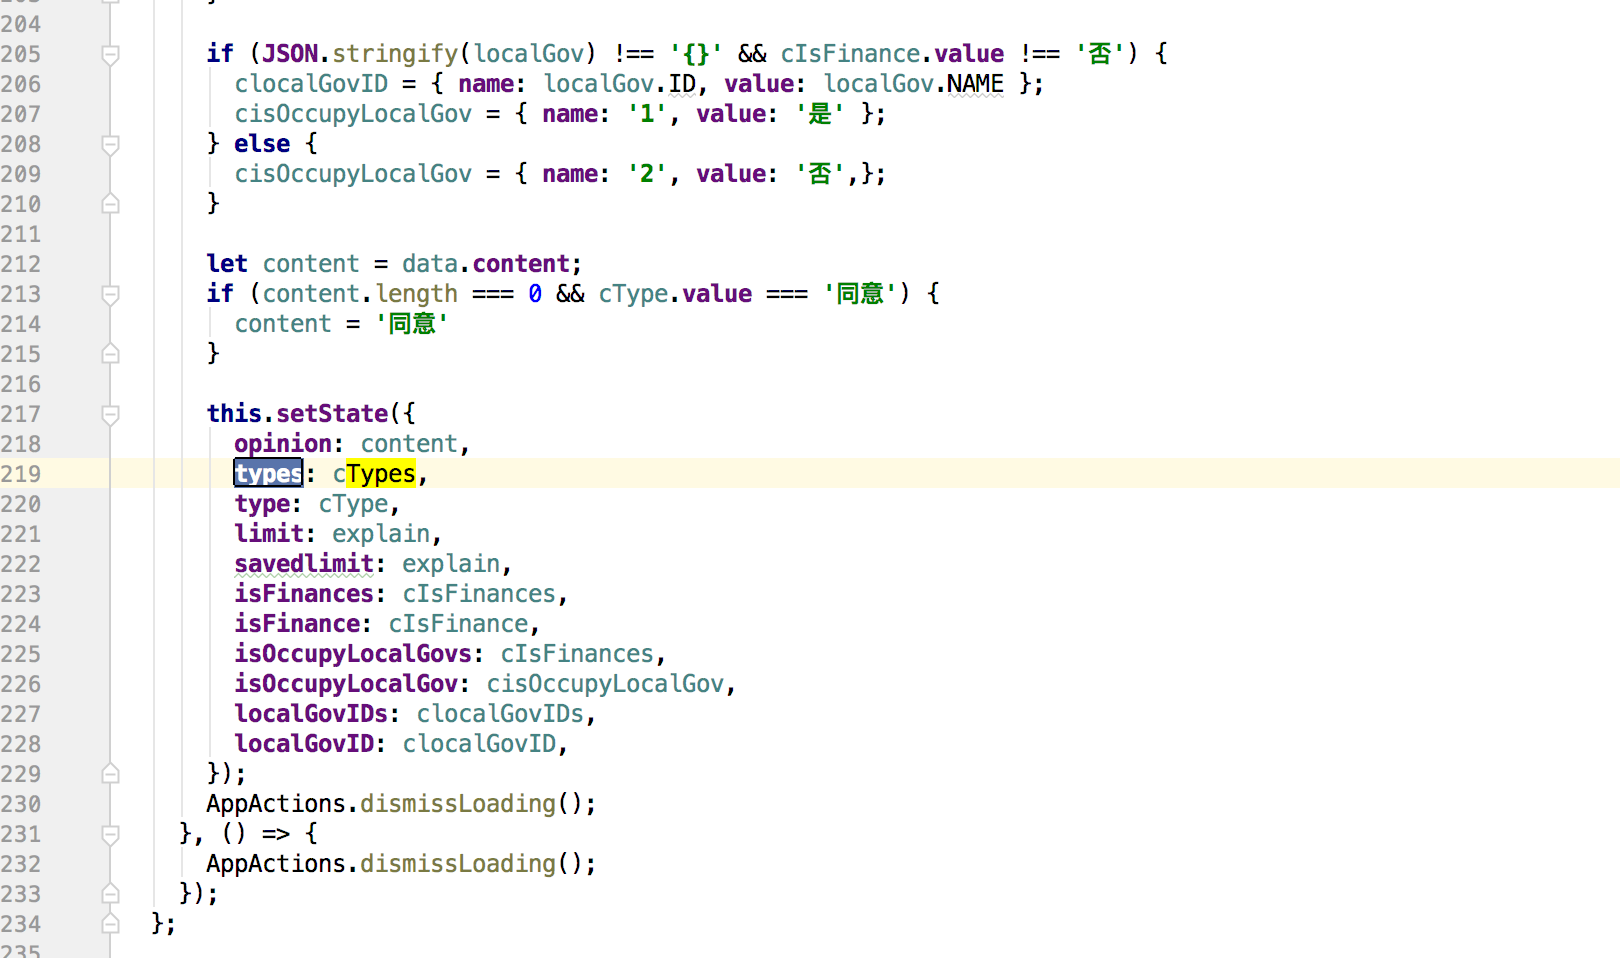 204
205 if (JSON.stringify(localGov) !== '{}' && cIsFinance.value !== '否') {
206 clocalGovID = { name: localGov.ID, value: localGov.NAME };
207 cisOccupyLocalGov = { name: '1', value: '是' };
208 } else {
209 cisOccupyLocalGov = { name: '2', value: '否',};
210 }
211
212 let content = data.content;
213 if (content.length === 0 && cType.value === '同意') {
214 content = '同意'
215 }
216
217 this.setState({
218 opinion: content,
219 types: cTypes,
220 type: cType,
221 limit: explain,
222 savedlimit: explain,
223 isFinances: cIsFinances,
224 isFinance: cIsFinance,
225 isOccupyLocalGovs: cIsFinances,
226 isOccupyLocalGov: cisOccupyLocalGov,
227 localGovIDs: clocalGovIDs,
228 localGovID: clocalGovID,
229 });
230 AppActions.dismissLoading();
231 }, () => {
232 AppActions.dismissLoading();
233 });
234 };
235